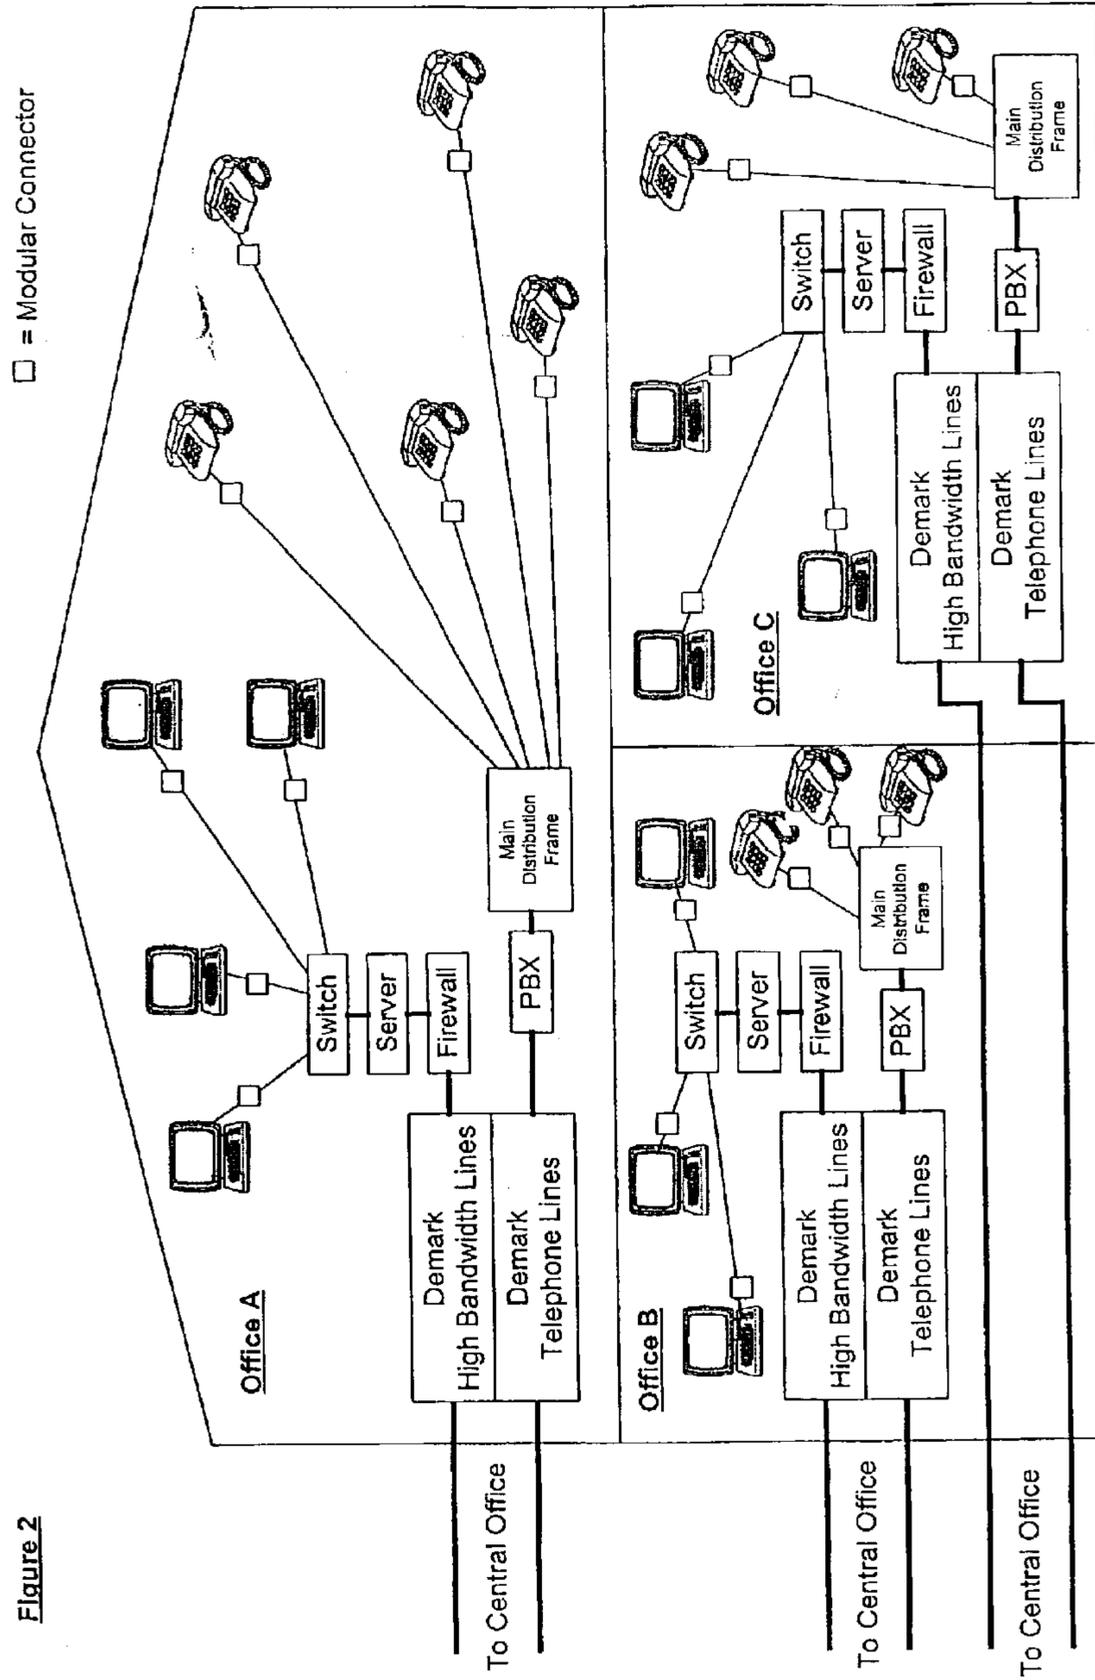 Figure 2
= Modular Connector
Office A
Switch
Server
Firewall
Demark
High Bandwidth Lines
Demark
Telephone Lines
PBX
Main
Distribution
Frame
To Central Office
Office B
Switch
Server
Firewall
Demark
High Bandwidth Lines
Demark
Telephone Lines
PBX
Main
Distribution
Frame
To Central Office
Office C
Switch
Server
Firewall
Demark
High Bandwidth Lines
Demark
Telephone Lines
PBX
Main
Distribution
Frame
To Central Office